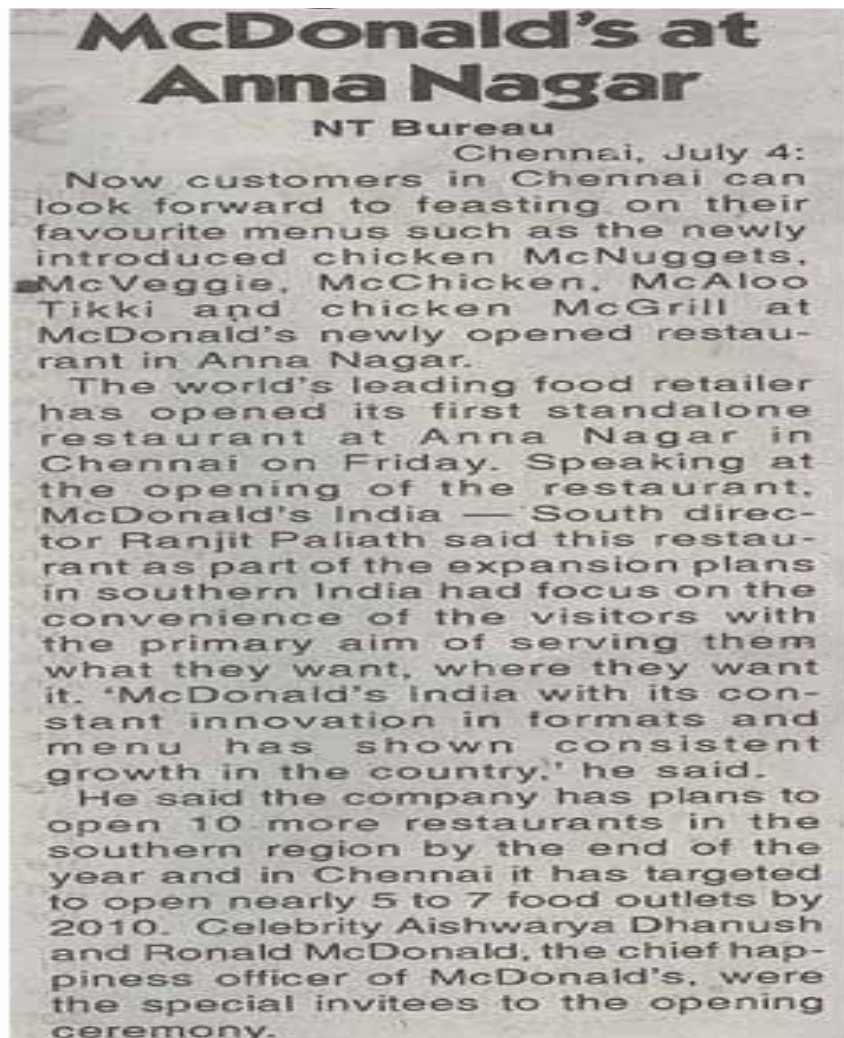 McDonald's at
Anna Nagar
NT Bureau
Chennai, July 4:
Now customers in Chennai can
look forward to feasting on their
favourite menus such as the newly
introduced chicken McNuggets,
McVeggie, McChicken, McAloo
Tikki and chicken McGrill at
McDonald's newly opened restau-
rant in Anna Nagar.
The world's leading food retailer
has opened its first standalone
restaurant at Anna Nagar in
Chennai on Friday. Speaking at
the opening of the restaurant,
McDonald's India — South direc-
tor Ranjit Paliath said this restau-
rant as part of the expansion plans
in southern India had focus on the
convenience of the visitors with
the primary aim of serving them
what they want, where they want
it. 'McDonald's India with its con-
stant innovation in formats and
menu has shown consistent
growth in the country,' he said.
He said the company has plans to
open 10 more restaurants in the
southern region by the end of the
year and in Chennai it has targeted
to open nearly 5 to 7 food outlets by
2010. Celebrity Aishwarya Dhanush
and Ronald McDonald, the chief hap-
piness officer of McDonald's, were
the special invitees to the opening
ceremony.